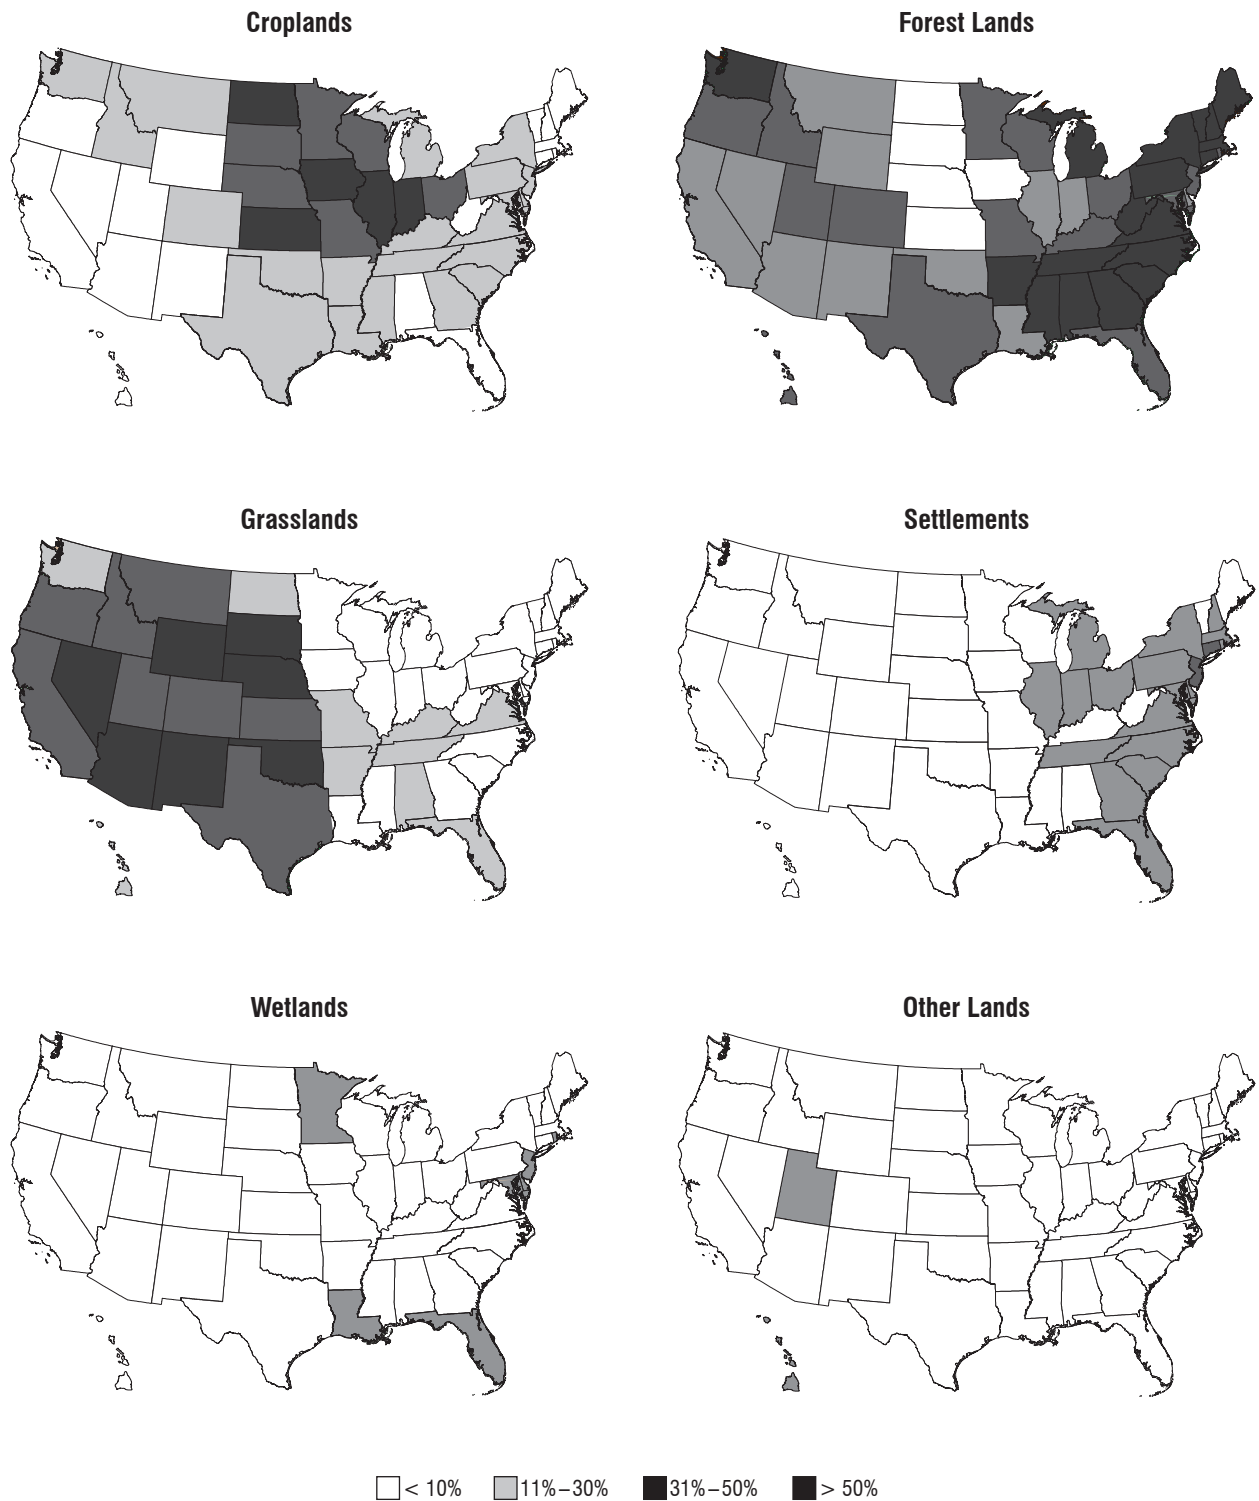 Croplands
Forest Lands
Grasslands
Settlements
Wetlands
Other Lands
< 10%
11%–30%
31%–50%
> 50%